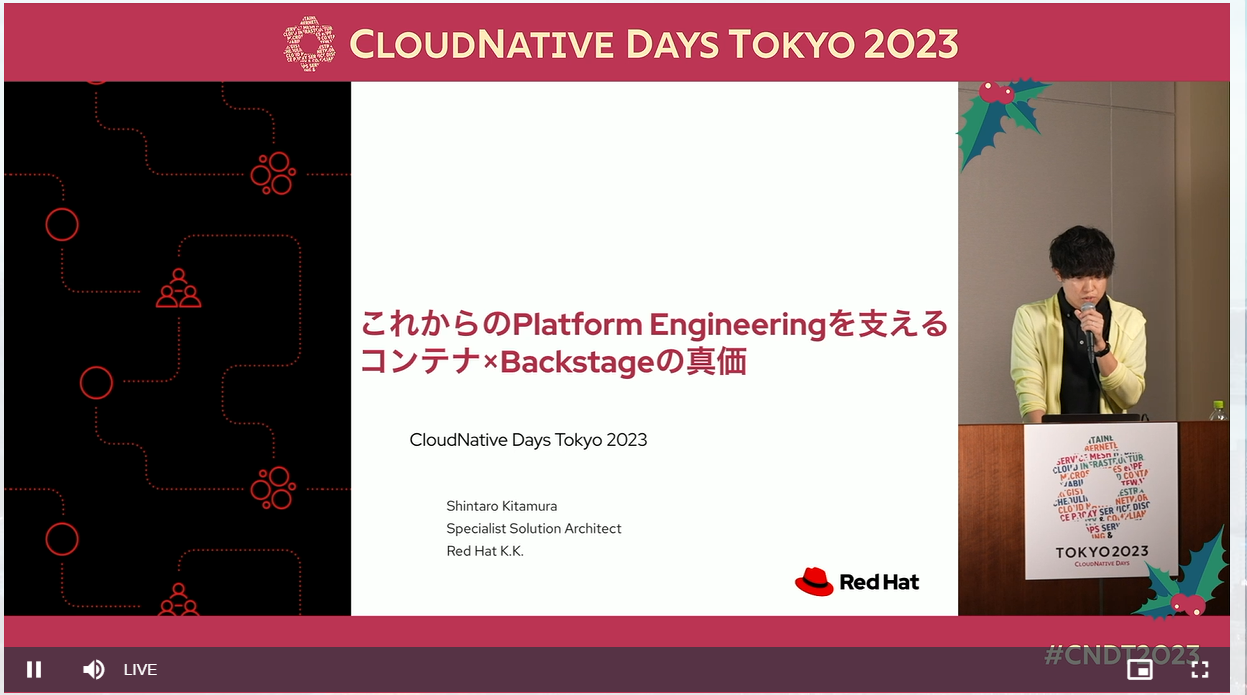 CLOUDNATIVE DAYS TOKYO 2023
これからのPlatform Engineeringを支える
コンテナ×Backstageの真価
CloudNative Days Tokyo 2023
Shintaro Kitamura
Specialist Solution Architect
Red Hat K.K.
Red Hat
TOKYO2023
CLOUDNATIVE DAYS
#CNDT2023
LIVE